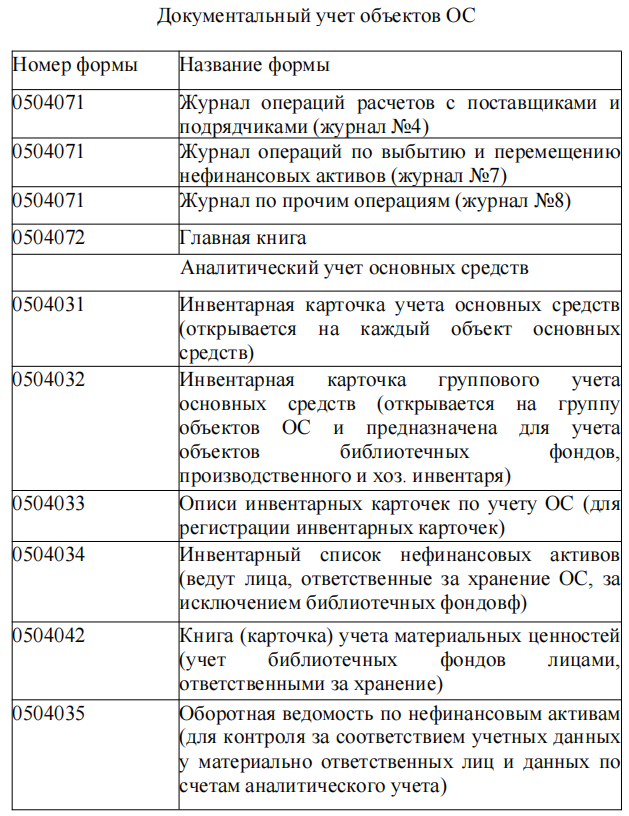 Документальный учет объектов ОС
Номер формы Название формы
0504071 Журнал операций расчетов с поставщиками и
подрядчиками (журнал №4)
0504071 Журнал операций по выбытию и перемещению
нефинансовых активов (журнал №7)
0504071 Журнал по прочим операциям (журнал №8)
0504072 Главная книга
Аналитический учет основных средств
0504031 Инвентарная карточка учета основных средств
(открывается на каждый объект основных
средств)
0504032 Инвентарная карточка группового учета
основных средств (открывается на группу
объектов ОС и предназначена для учета
объектов библиотечных фондов,
производственного и хоз. инвентаря)
0504033 Описи инвентарных карточек по учету ОС (для
регистрации инвентарных карточек)
0504034 Инвентарный список нефинансовых активов
(ведут лица, ответственные за хранение ОС, за
исключением библиотечных фондовф)
0504042 Книга (карточка) учета материальных ценностей
(учет библиотечных фондов лицами,
ответственными за хранение)
0504035 Оборотная ведомость по нефинансовым активам
(для контроля за соответствием учетных данных
у материально ответственных лиц и данных по
счетам аналитического учета)